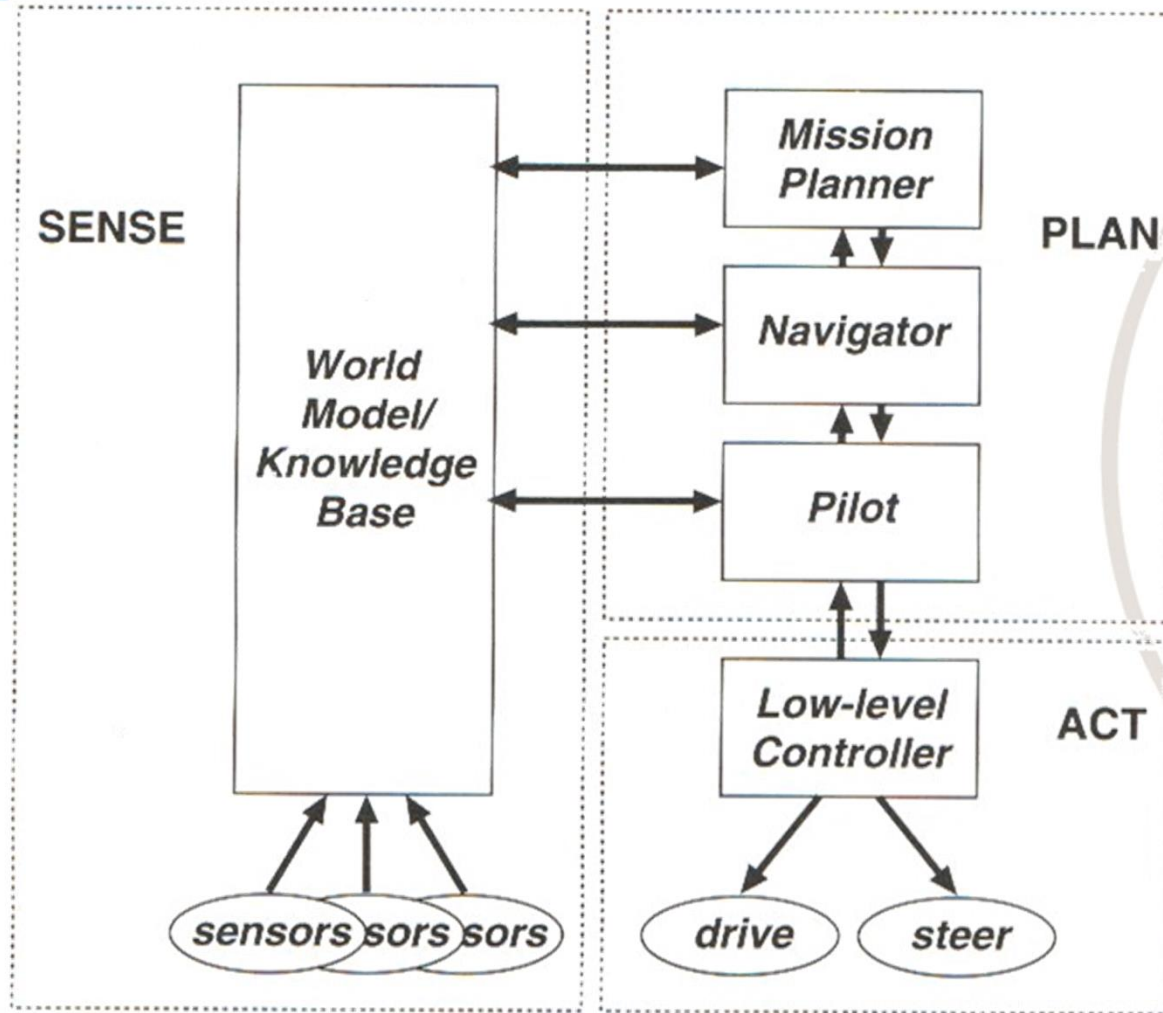 SENSE
World
Model/
Knowledge
Base
sensors
sors
sors
Mission
Planner
PLAN
Navigator
Pilot
Low-level
Controller
ACT
drive
steer